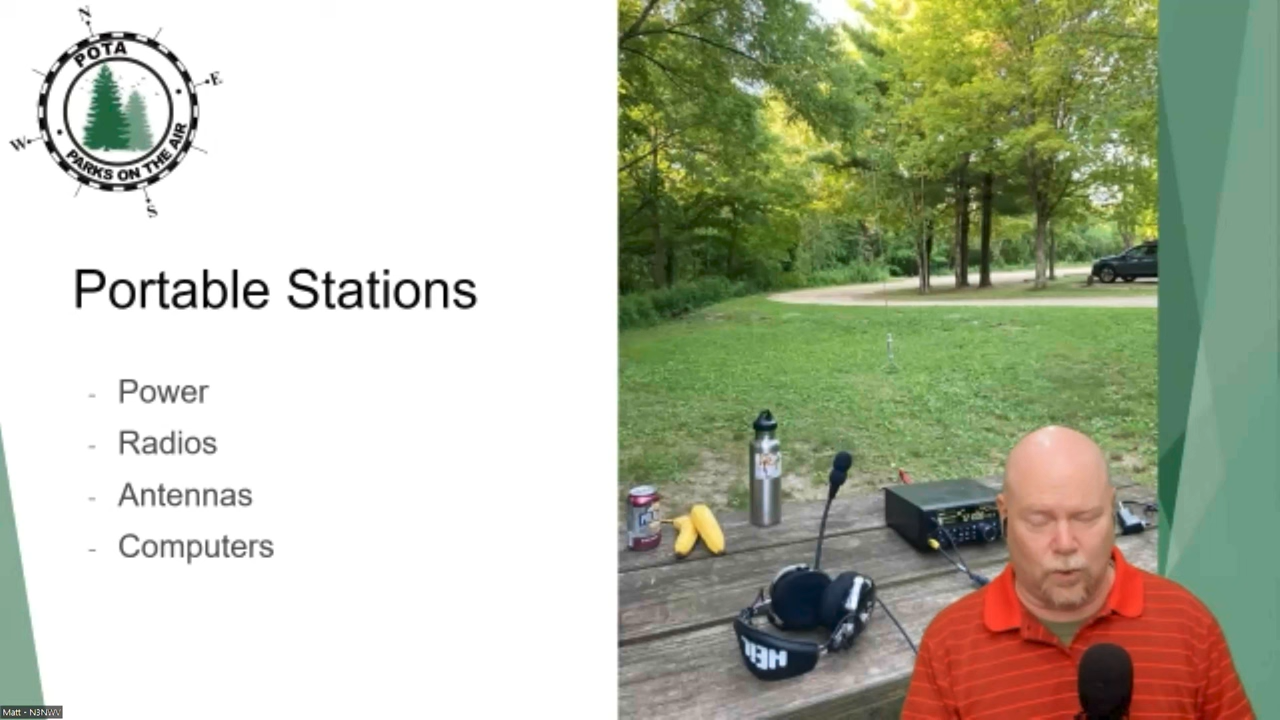 N
POTA
E
W
PARKS ON THE AIR
S
Portable Stations
- Power
- Radios
- Antennas
- Computers
HEIL
Matt - N3NWV